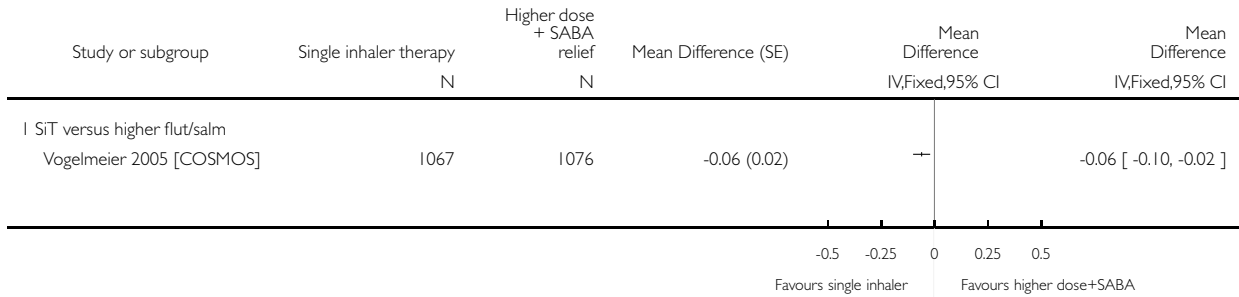 Study or subgroup Single inhaler therapy Higher dose + SABA relief Mean Difference (SE) Mean Difference Mean Difference
N N IV,Fixed,95% CI IV,Fixed,95% CI
1 SiT versus higher flut/salm
Vogelmeier 2005 [COSMOS] 1067 1076 -0.06 (0.02) -0.06 [ -0.10, -0.02 ]
-0.5 -0.25 0 0.25 0.5
Favours single inhaler Favours higher dose+SABA